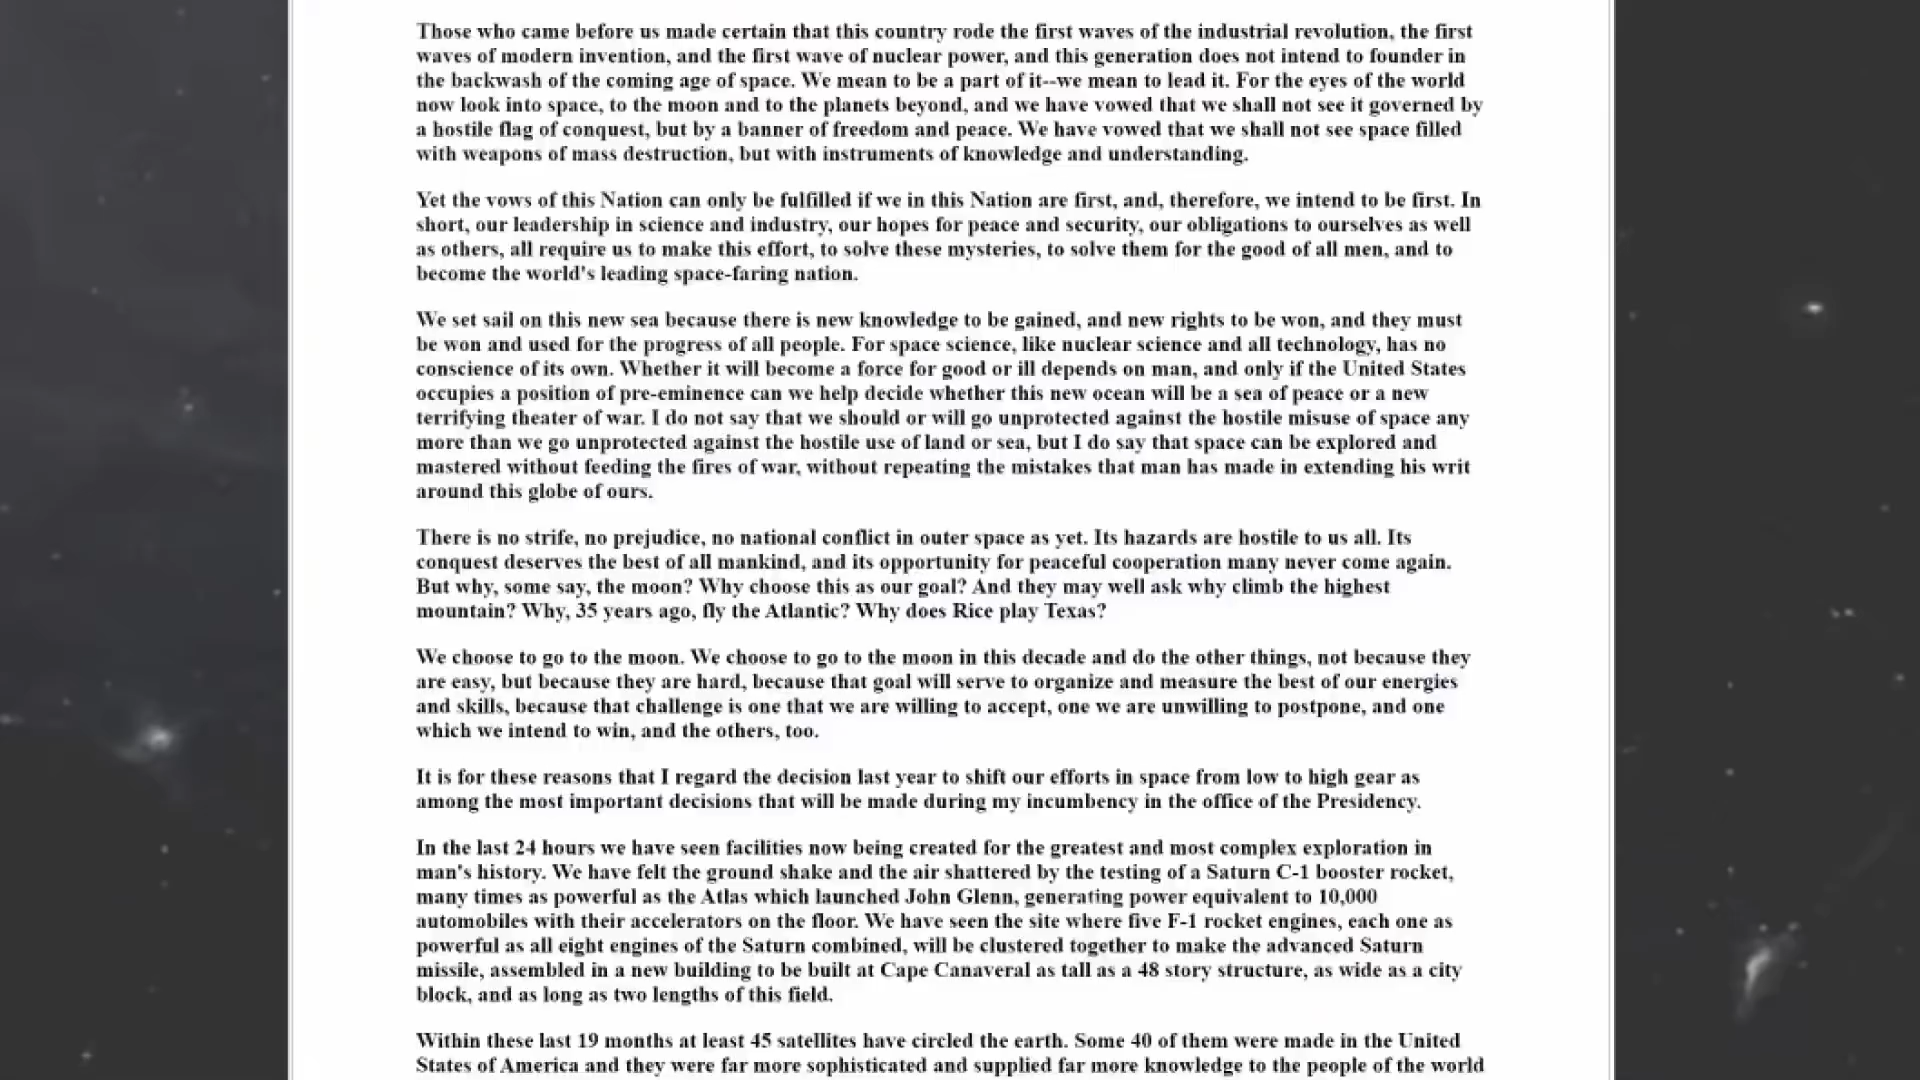 Those who came before us made certain that this country rode the first waves of the industrial revolution, the first
waves of modern invention, and the first wave of nuclear power, and this generation does not intend to founder in
the backwash of the coming age of space. We mean to be a part of it--we mean to lead it. For the eyes of the world
now look into space, to the moon and to the planets beyond, and we have vowed that we shall not see it governed by
a hostile flag of conquest, but by a banner of freedom and peace. We have vowed that we shall not see space filled
with weapons of mass destruction, but with instruments of knowledge and understanding.
Yet the vows of this Nation can only be fulfilled if we in this Nation are first, and, therefore, we intend to be first. In
short, our leadership in science and industry, our hopes for peace and security, our obligations to ourselves as well
as others, all require us to make this effort, to solve these mysteries, to solve them for the good of all men, and to
become the world's leading space-faring nation.
We set sail on this new sea because there is new knowledge to be gained, and new rights to be won, and they must
be won and used for the progress of all people. For space science, like nuclear science and all technology, has no
conscience of its own. Whether it will become a force for good or ill depends on man, and only if the United States
occupies a position of pre-eminence can we help decide whether this new ocean will be a sea of peace or a new
terrifying theater of war. I do not say that we should or will go unprotected against the hostile misuse of space any
more than we go unprotected against the hostile use of land or sea, but I do say that space can be explored and
mastered without feeding the fires of war, without repeating the mistakes that man has made in extending his writ
around this globe of ours.
There is no strife, no prejudice, no national conflict in outer space as yet. Its hazards are hostile to us all. Its
conquest deserves the best of all mankind, and its opportunity for peaceful cooperation many never come again.
But why, some say, the moon? Why choose this as our goal? And they may well ask why climb the highest
mountain? Why, 35 years ago, fly the Atlantic? Why does Rice play Texas?
We choose to go to the moon. We choose to go to the moon in this decade and do the other things, not because they
are easy, but because they are hard, because that goal will serve to organize and measure the best of our energies
and skills, because that challenge is one that we are willing to accept, one we are unwilling to postpone, and one
which we intend to win, and the others, too.
It is for these reasons that I regard the decision last year to shift our efforts in space from low to high gear as
among the most important decisions that will be made during my incumbency in the office of the Presidency.
In the last 24 hours we have seen facilities now being created for the greatest and most complex exploration in
man's history. We have felt the ground shake and the air shattered by the testing of a Saturn C-1 booster rocket,
many times as powerful as the Atlas which launched John Glenn, generating power equivalent to 10,000
automobiles with their accelerators on the floor. We have seen the site where five F-1 rocket engines, each one as
powerful as all eight engines of the Saturn combined, will be clustered together to make the advanced Saturn
missile, assembled in a new building to be built at Cape Canaveral as tall as a 48 story structure, as wide as a city
block, and as long as two lengths of this field.
Within these last 19 months at least 45 satellites have circled the earth. Some 40 of them were made in the United
States of America and they were far more sophisticated and supplied far more knowledge to the people of the world